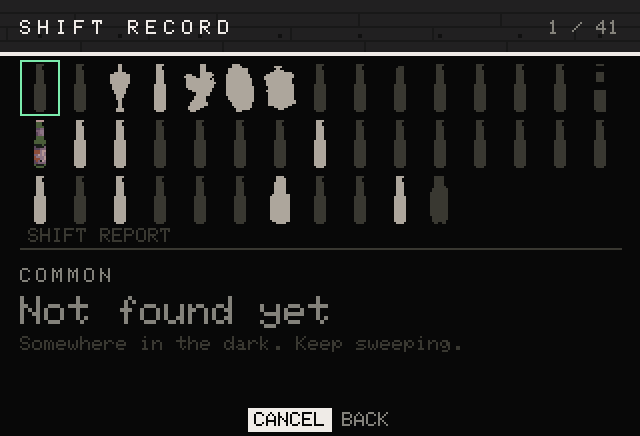 SHIFT RECORD
1 / 41
SHIFT REPORT
COMMON
Not found yet
Somewhere in the dark. Keep sweeping.
CANCEL BACK